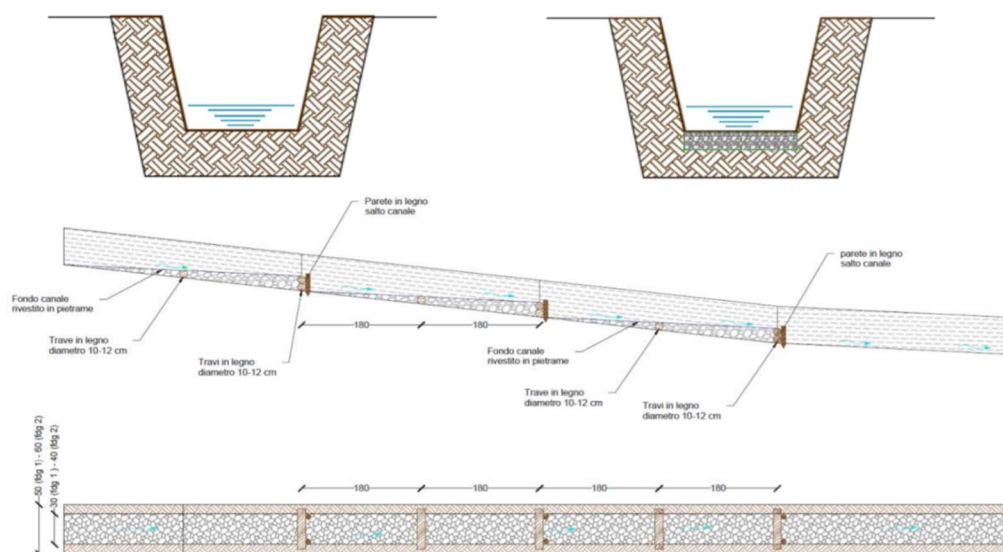 Parete in legno
salto canale
parete in legno
salto canale
Fondo canale
rivestito in pietrame
180
180
Trave in legno
diametro 10-12 cm
Travi in legno
diametro 10-12 cm
Fondo canale
rivestito in pietrame
Trave in legno
diametro 10-12 cm
Travi in legno
diametro 10-12 cm
50 (fdg 1) - 60 (fdg 2)
30 (fdg 1 ) - 40 (fdg 2)
180
180
180
180